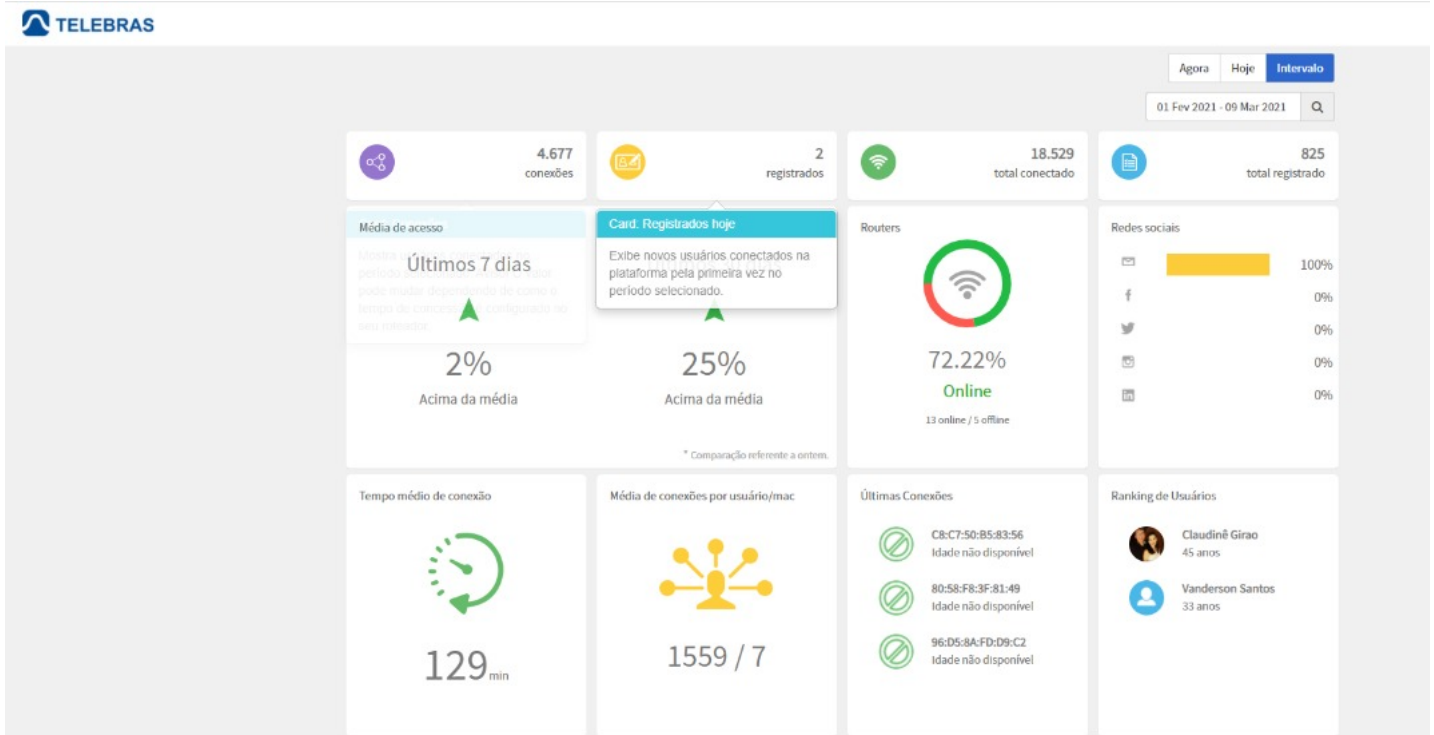 TELEBRAS
Agora Hoje Intervalo
01 Fev 2021 - 09 Mar 2021
4.677
conexões
2
registrados
18.529
total conectado
825
total registrado
Média de acesso
Últimos 7 dias
2%
Acima da média
Card: Registrados hoje
Exibe novos usuários conectados na
plataforma pela primeira vez no
período selecionado.
25%
Acima da média
* Comparação referente a ontem.
Routers
72.22%
Online
13 online / 5 offline
Redes sociais
100%
0%
0%
0%
0%
Tempo médio de conexão
129 min
Média de conexões por usuário/mac
1559 / 7
Últimas Conexões
C8:C7:50:B5:83:56
Idade não disponível
80:58:F8:3F:81:49
Idade não disponível
96:D5:8A:FD:D9:C2
Idade não disponível
Ranking de Usuários
Claudinê Girao
45 anos
Vanderson Santos
33 anos